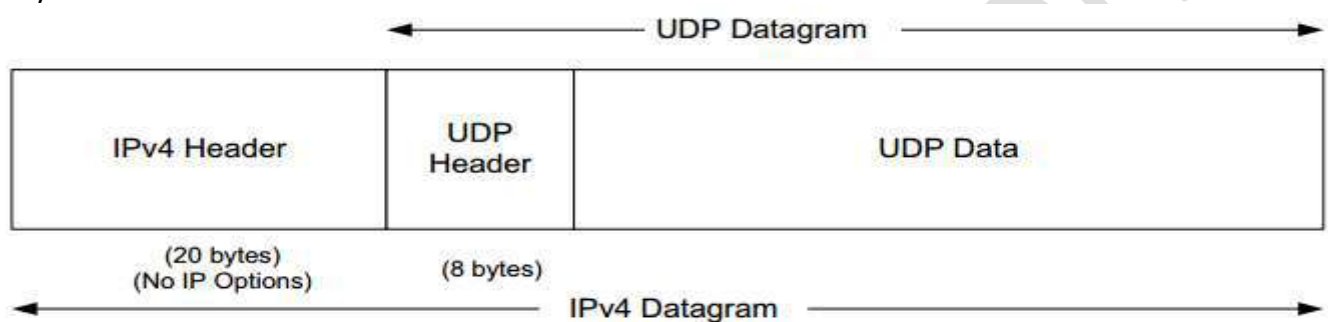 UDP Datagram
IPv4 Header
UDP
Header
UDP Data
(20 bytes)
(No IP Options)
(8 bytes)
IPv4 Datagram